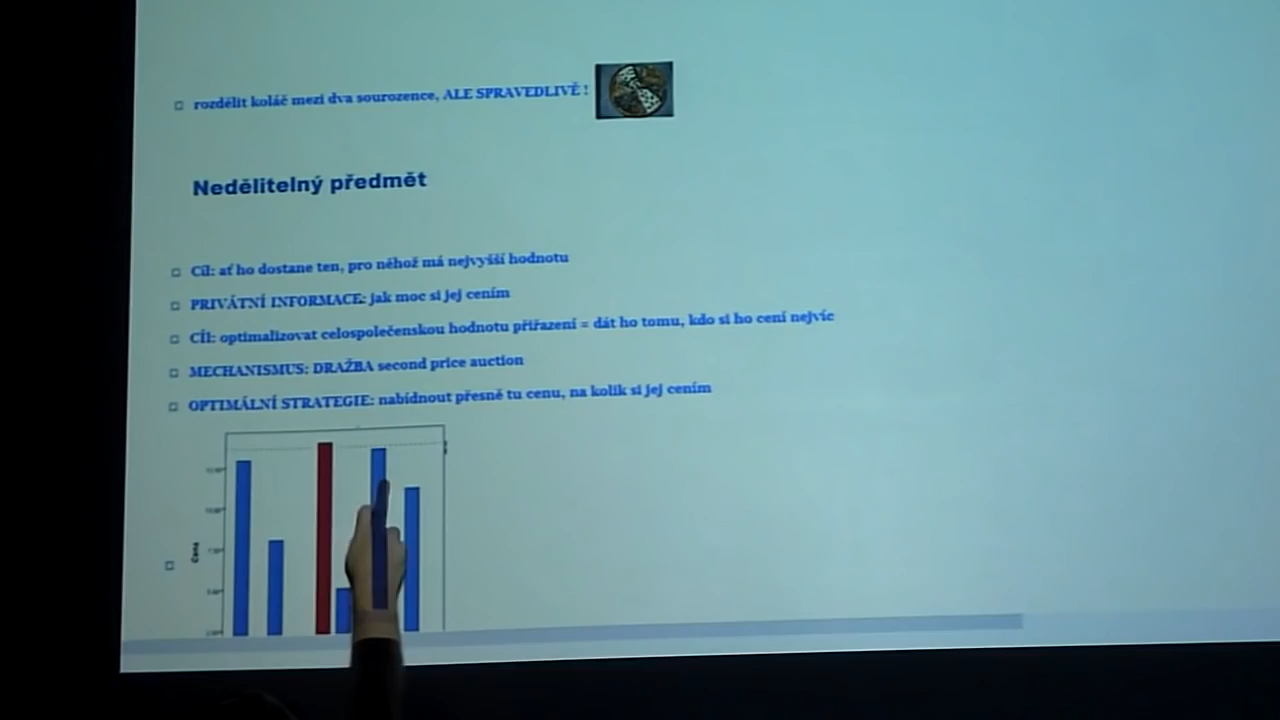 rozdělit koláč mezi dva sourozence, ALE SPRAVEDLIVĚ !
Nedělitelný předmět
Cíl: ať ho dostane ten, pro něhož má nejvyšší hodnotu
PRIVÁTNÍ INFORMACE: jak moc si jej cením
CÍL: optimalizovat celospolečenskou hodnotu přiřazení = dát ho tomu, kdo si ho cení nejvíc
MECHANISMUS: DRAŽBA second price auction
OPTIMÁLNÍ STRATEGIE: nabídnout přesně tu cenu, na kolik si jej cením
Cena